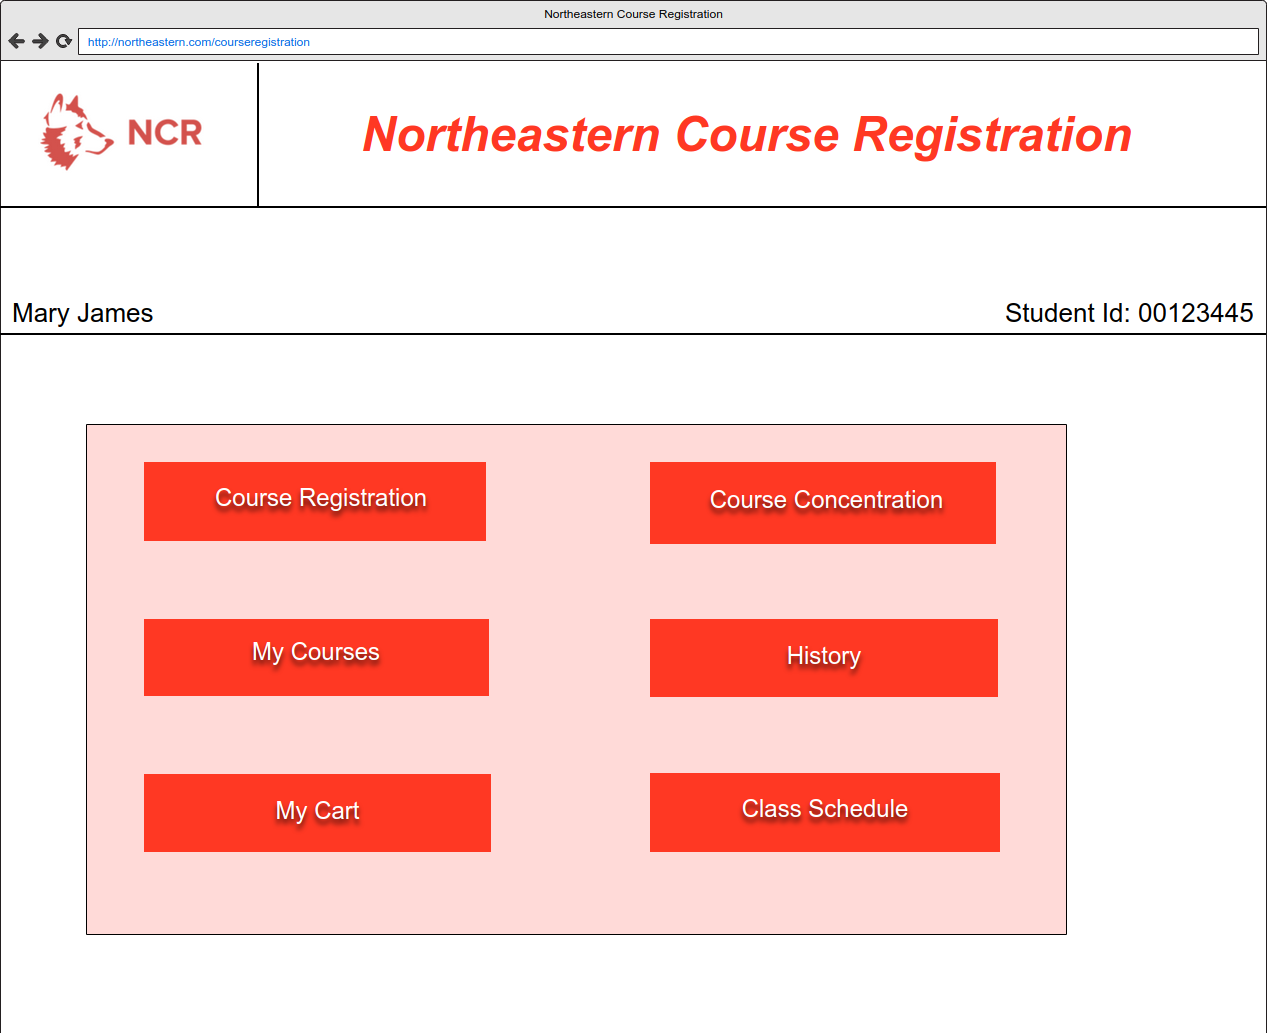 Northeastern Course Registration
http://northeastern.com/courseregistration
NCR
Northeastern Course Registration
Mary James
Student Id: 00123445
Course Registration
Course Concentration
My Courses
History
My Cart
Class Schedule